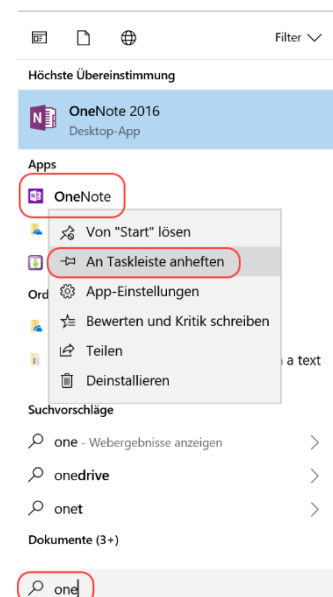 Filter
Höchste Übereinstimmung
OneNote 2016
Desktop-App
Apps
OneNote
Von "Start" lösen
An Taskleiste anheften
App-Einstellungen
Ord
Bewerten und Kritik schreiben
Teilen
a text
Deinstallieren
Suchvorschläge
one - Webergebnisse anzeigen
onedrive
onet
Dokumente (3+)
one